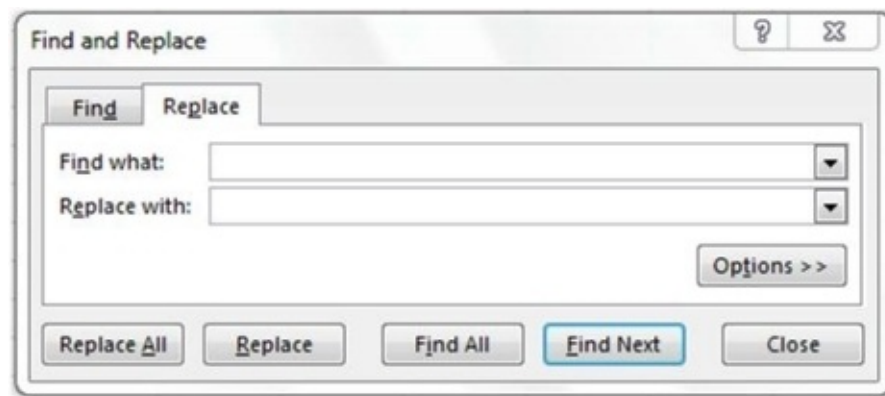 Find and Replace
Find Replace
Find what:
Replace with:
Options >>
Replace All Replace Find All Find Next Close